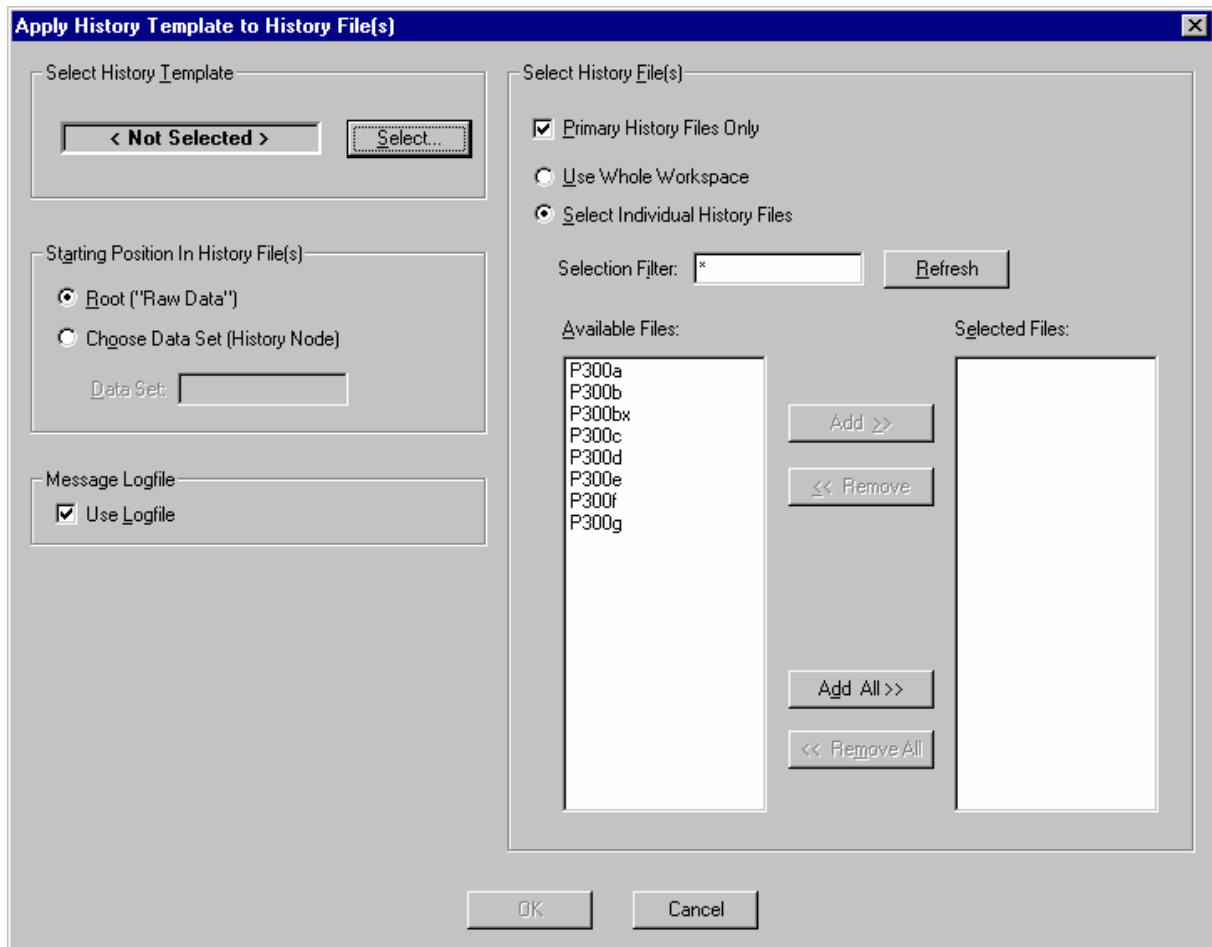 Apply History Template to History File(s)
Select History Template
< Not Selected >
Select...
Starting Position In History File(s)
Root ("Raw Data")
Choose Data Set (History Node)
Data Set:
Message Logfile
Use Logfile
Select History File(s)
Primary History Files Only
Use Whole Workspace
Select Individual History Files
Selection Filter:
*
Refresh
Available Files:
P300a
P300b
P300bx
P300c
P300d
P300e
P300f
P300g
Add >>
<< Remove
Add All >>
<< Remove All
Selected Files:
OK
Cancel